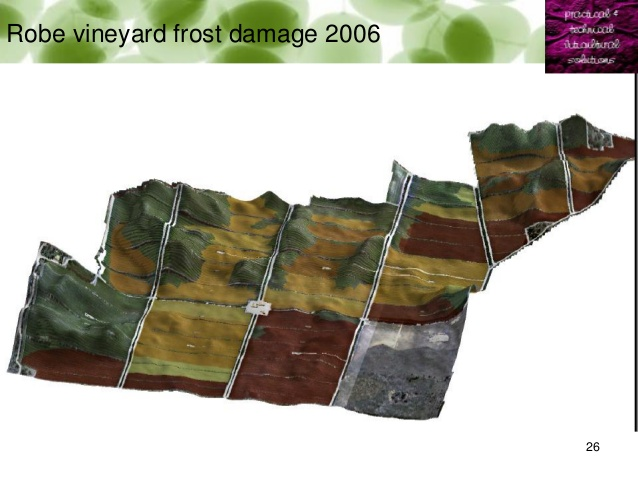 Robe vineyard frost damage 2006
practical &
technical
viticultural
solutions
26